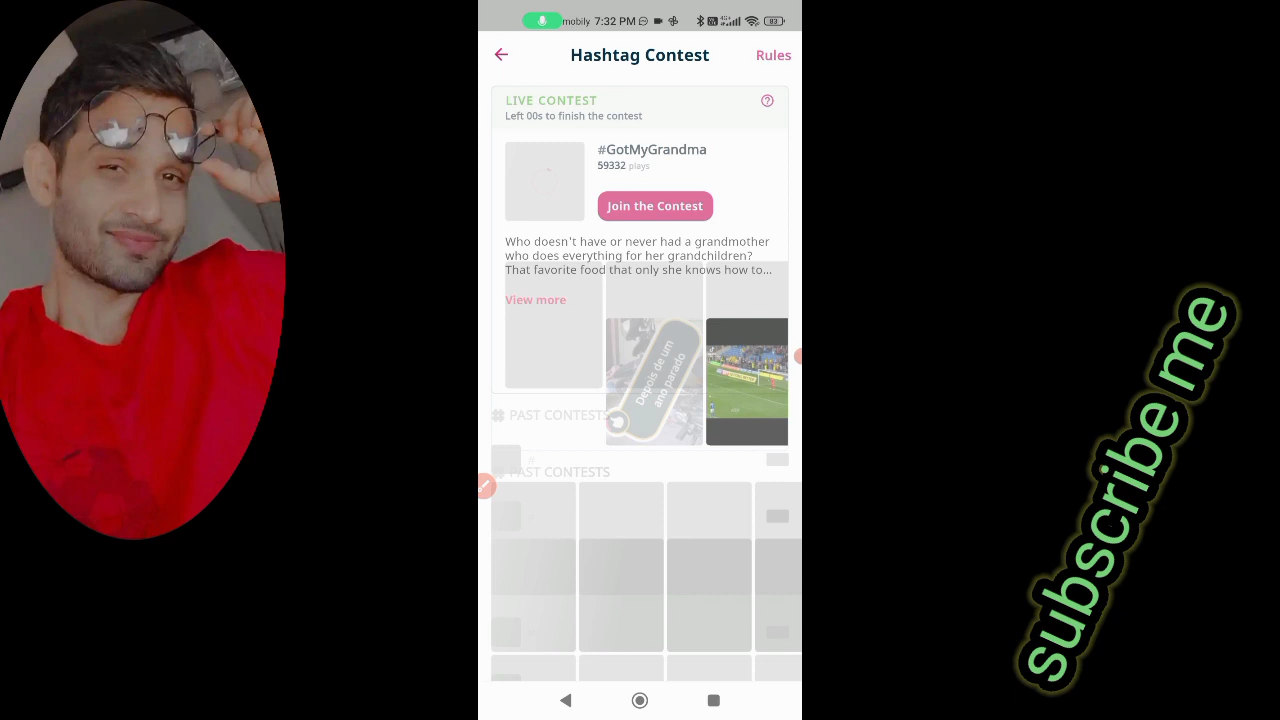 mobily 7:32 PM
83
Hashtag Contest
Rules
LIVE CONTEST
Left 00s to finish the contest
#GotMyGrandma
59332 plays
Join the Contest
Who doesn't have or never had a grandmother
who does everything for her grandchildren?
That favorite food that only she knows how to...
View more
Depois de um
ano parado
# PAST CONTESTS
#
# PAST CONTESTS
subscribe me